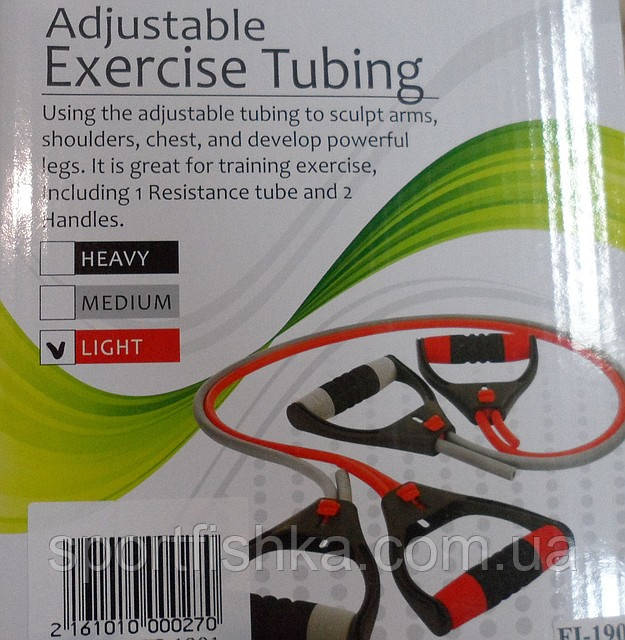 Adjustable
Exercise Tubing
Using the adjustable tubing to sculpt arms,
shoulders, chest, and develop powerful
legs. It is great for training exercise,
Including 1 Resistance tube and 2
Handles.
HEAVY
MEDIUM
LIGHT
sportfishka.com.ua
2 161010 000270